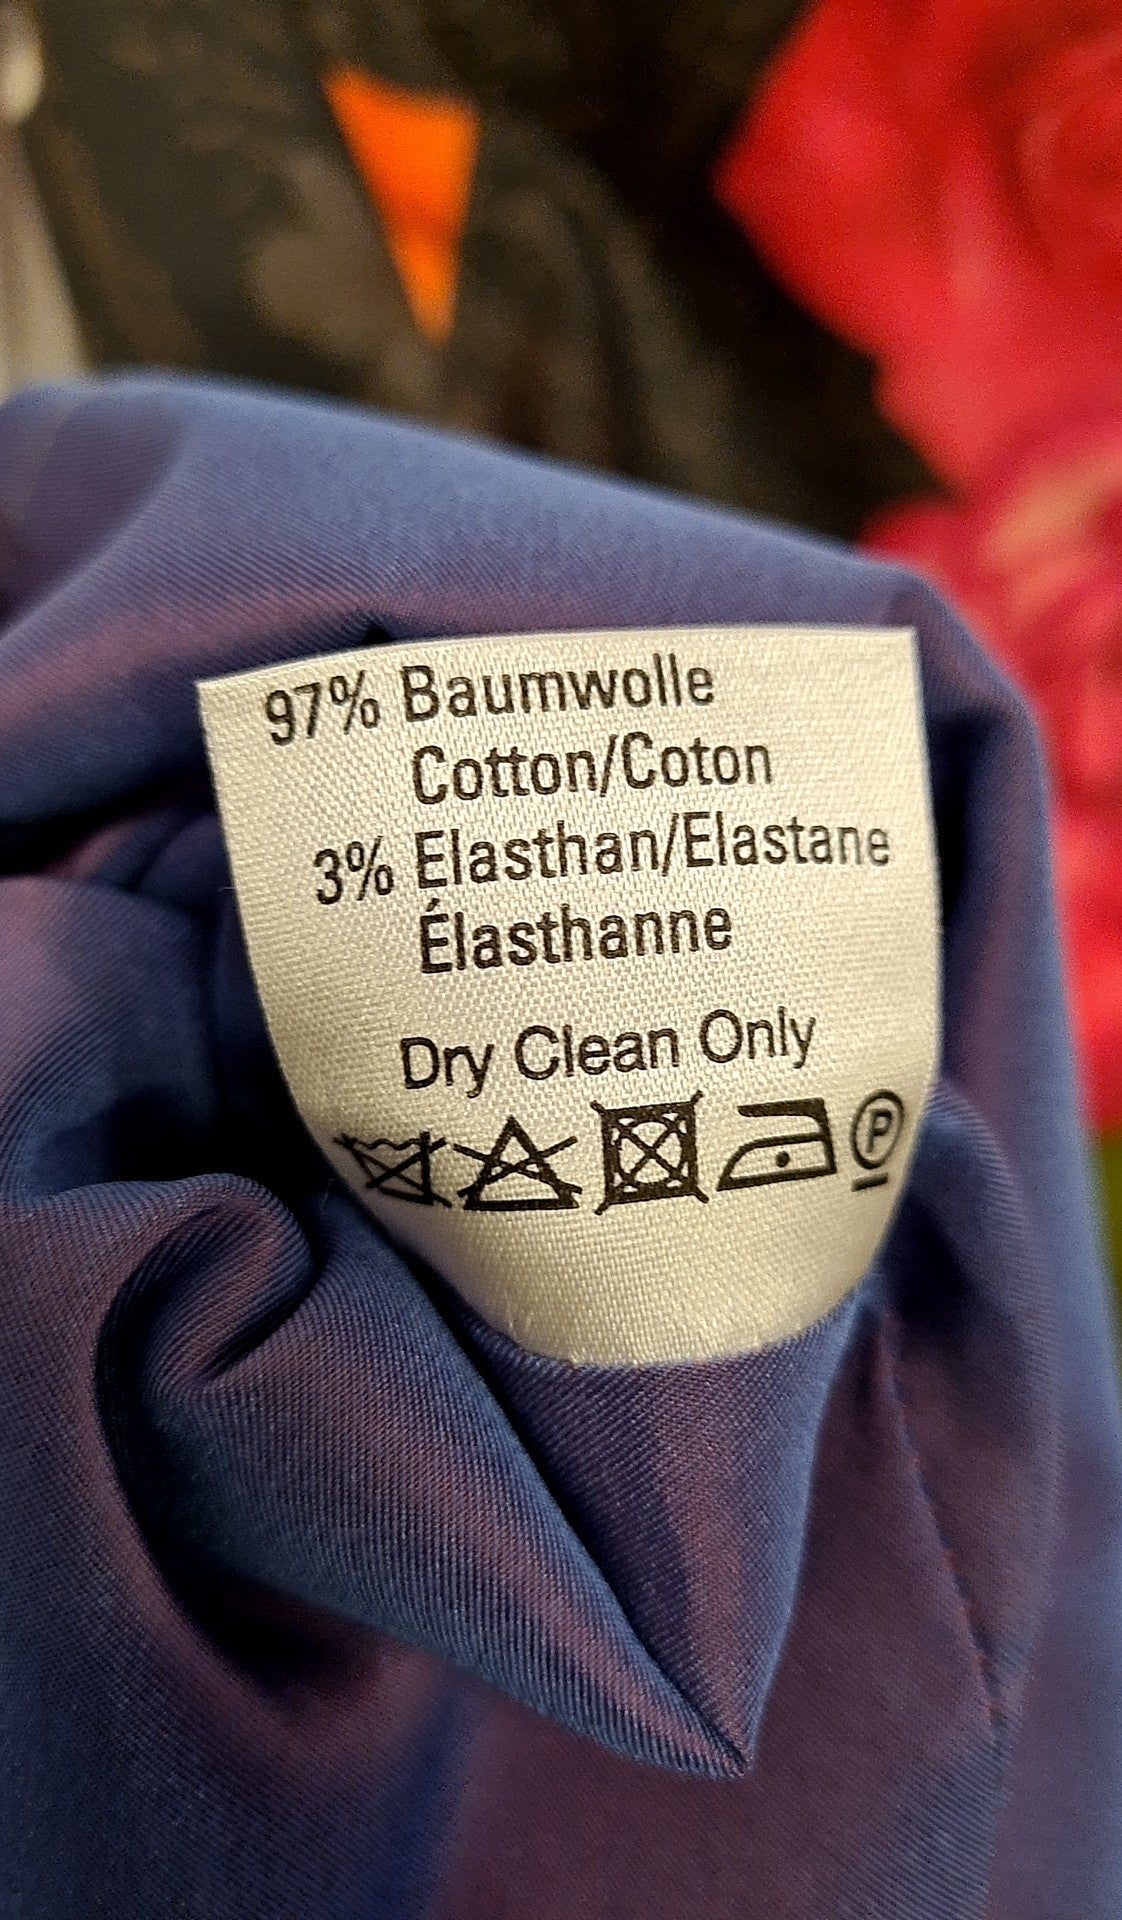 97% Baumwolle
Cotton/Coton
3% Elasthan/Elastane
Élasthanne
Dry Clean Only
P